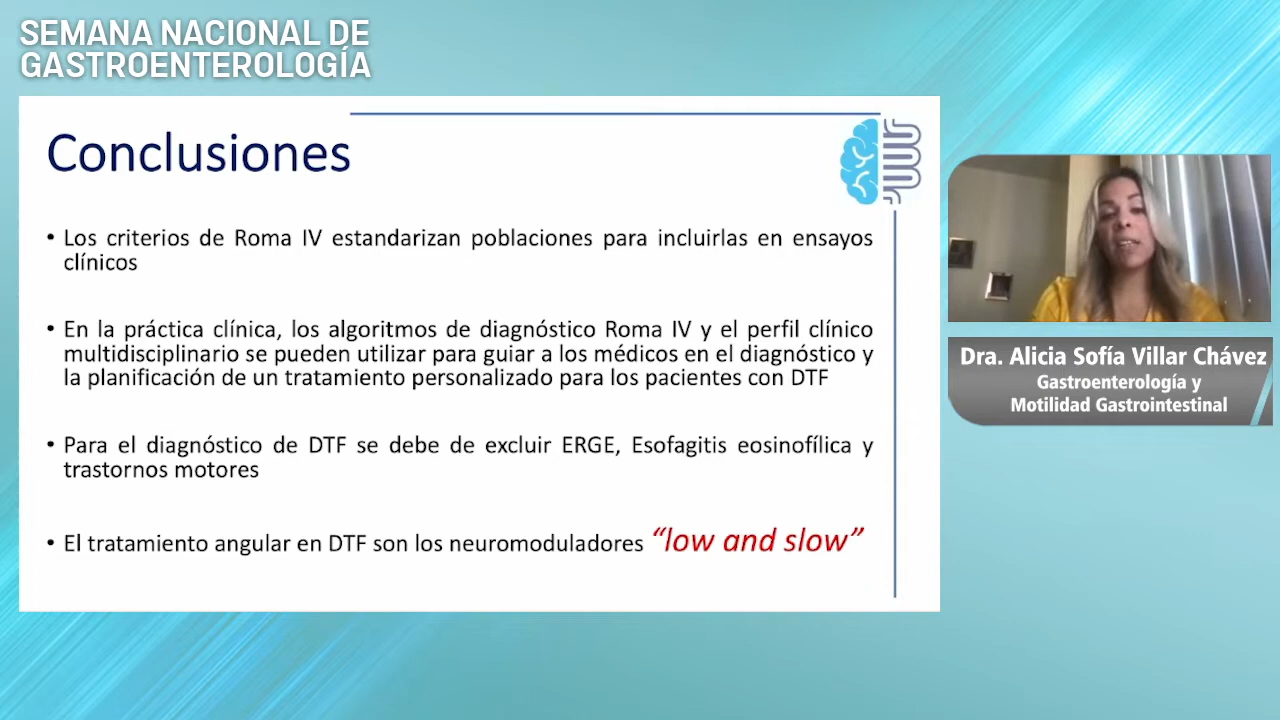 SEMANA NACIONAL DE
GASTROENTEROLOGÍA
Conclusiones
• Los criterios de Roma IV estandarizan poblaciones para incluirlas en ensayos
clínicos
• En la práctica clínica, los algoritmos de diagnóstico Roma IV y el perfil clínico
multidisciplinario se pueden utilizar para guiar a los médicos en el diagnóstico y
la planificación de un tratamiento personalizado para los pacientes con DTF
• Para el diagnóstico de DTF se debe de excluir ERGE, Esofagitis eosinofílica y
trastornos motores
• El tratamiento angular en DTF son los neuromoduladores “low and slow”
Dra. Alicia Sofía Villar Chávez
Gastroenterología y
Motilidad Gastrointestinal